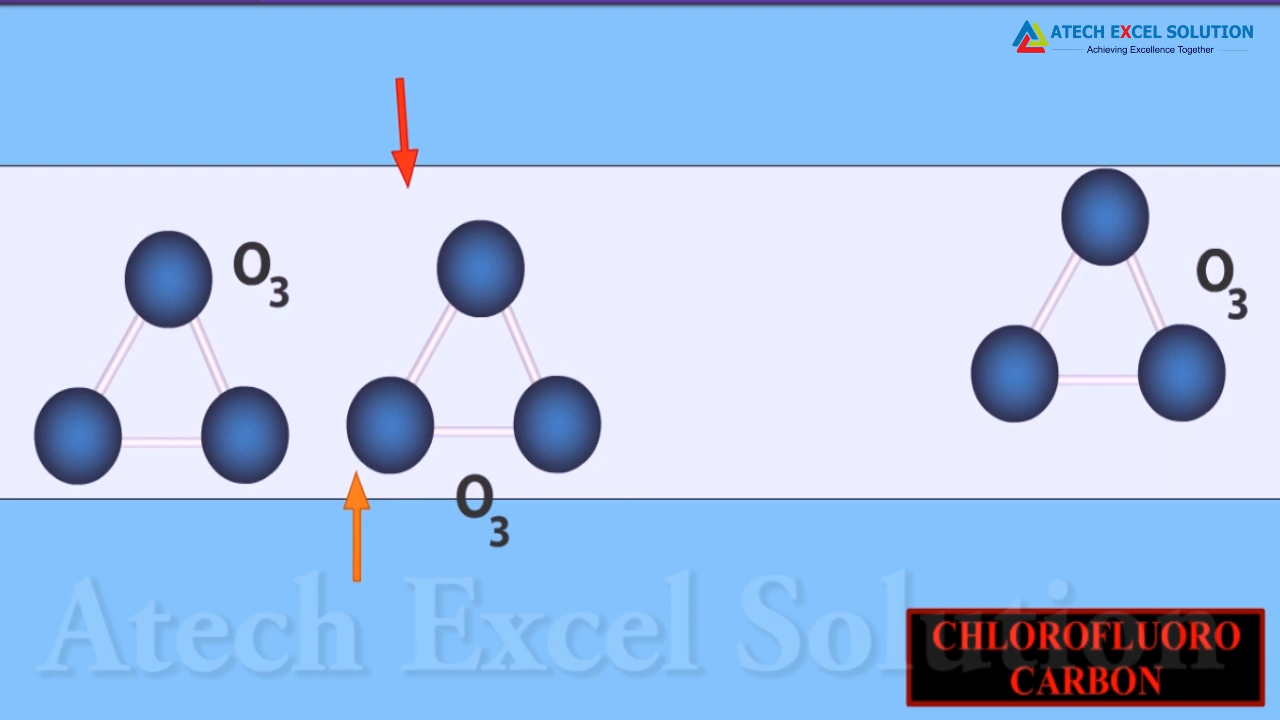 ATECH EXCEL SOLUTION
Achieving Excellence Together
O3
O3
O3
Atech Excel Solution
CHLOROFLUORO
CARBON